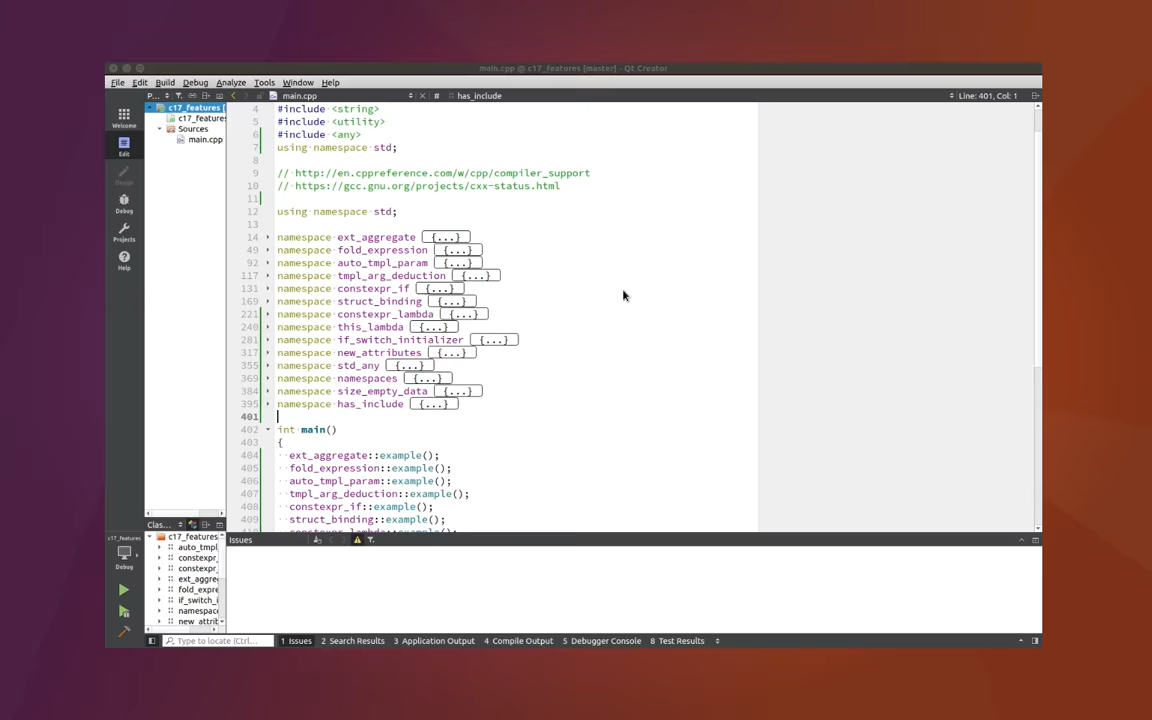 main.cpp @ c17_features [master] - Qt Creator
File Edit Build Debug Analyze Tools Window Help
P... main.cpp # has_include Line: 401, Col: 1
Welcome
Edit
Design
Debug
Projects
Help
c17_features
Debug
c17_features [
c17_features
Sources
main.cpp
4 #include <string>
5 #include <utility>
6 #include <any>
7 using namespace std;
8
9 // http://en.cppreference.com/w/cpp/compiler_support
10 // https://gcc.gnu.org/projects/cxx-status.html
11
12 using namespace std;
13
14 namespace ext_aggregate {...}
49 namespace fold_expression {...}
92 namespace auto_tmpl_param {...}
117 namespace tmpl_arg_deduction {...}
131 namespace constexpr_if {...}
169 namespace struct_binding {...}
221 namespace constexpr_lambda {...}
240 namespace this_lambda {...}
281 namespace if_switch_initializer {...}
317 namespace new_attributes {...}
355 namespace std_any {...}
369 namespace namespaces {...}
384 namespace size_empty_data {...}
395 namespace has_include {...}
401
402 int main()
403 {
404 ext_aggregate::example();
405 fold_expression::example();
406 auto_tmpl_param::example();
407 tmpl_arg_deduction::example();
408 constexpr_if::example();
409 struct_binding::example();
Clas...
c17_features
auto_tmpl
constexpr_
constexpr_
ext_aggre
fold_expre
if_switch_i
namespace
new_attrib
Issues
Type to locate (Ctrl...
1 Issues 2 Search Results 3 Application Output 4 Compile Output 5 Debugger Console 8 Test Results